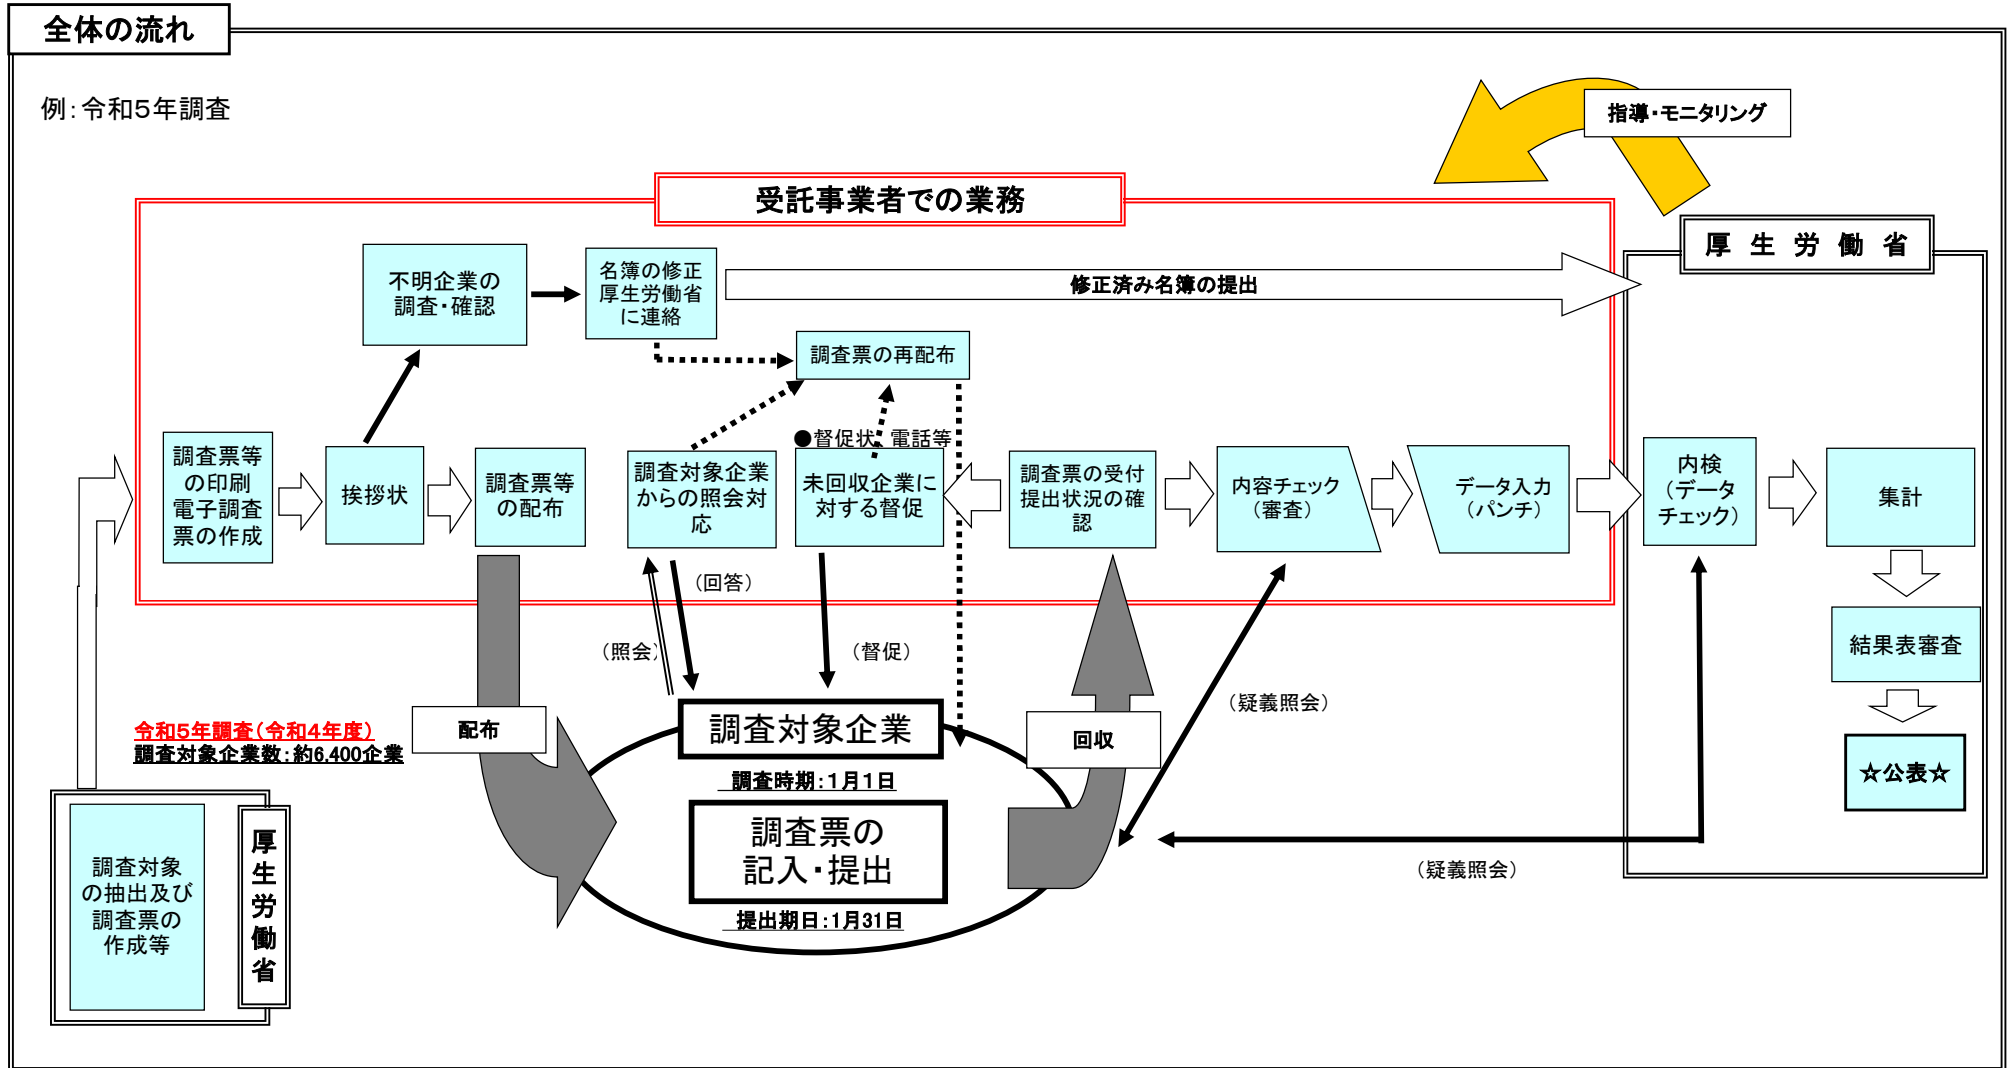 全体の流れ
例：令和5年調査
指導・モニタリング
受託事業者での業務
厚生労働省
不明企業の
調査・確認
名簿の修正
厚生労働省
に連絡
修正済み名簿の提出
調査票の再配布
●督促状、電話等
調査票等
の印刷
電子調査
票の作成
挨拶状
調査票等
の配布
調査対象企業
からの照会対
応
未回収企業に
対する督促
調査票の受付
提出状況の確
認
内容チェック
（審査）
データ入力
（パンチ）
内検
（データ
チェック）
集計
（回答）
（照会）
（督促）
（疑義照会）
結果表審査
令和5年調査（令和4年度）
調査対象企業数：約6,400企業
配布
調査対象企業
回収
調査時期：1月1日
☆公表☆
調査票の
記入・提出
（疑義照会）
提出期日：1月31日
調査対象
の抽出及び
調査票の
作成等
厚生労働省